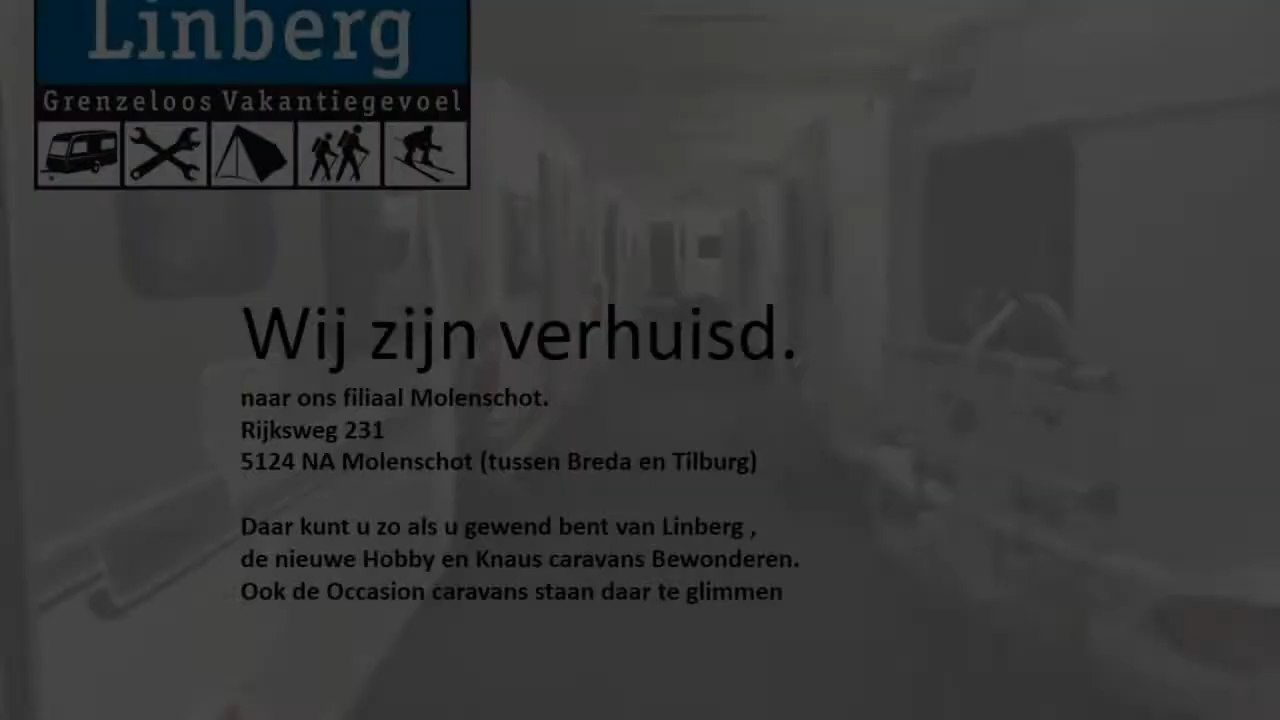 Linberg
Grenzeloos Vakantiegevoel
Wij zijn verhuisd.
naar ons filiaal Molenschot.
Rijksweg 231
5124 NA Molenschot (tussen Breda en Tilburg)
Daar kunt u zo als u gewend bent van Linberg ,
de nieuwe Hobby en Knaus caravans Bewonderen.
Ook de Occasion caravans staan daar te glimmen